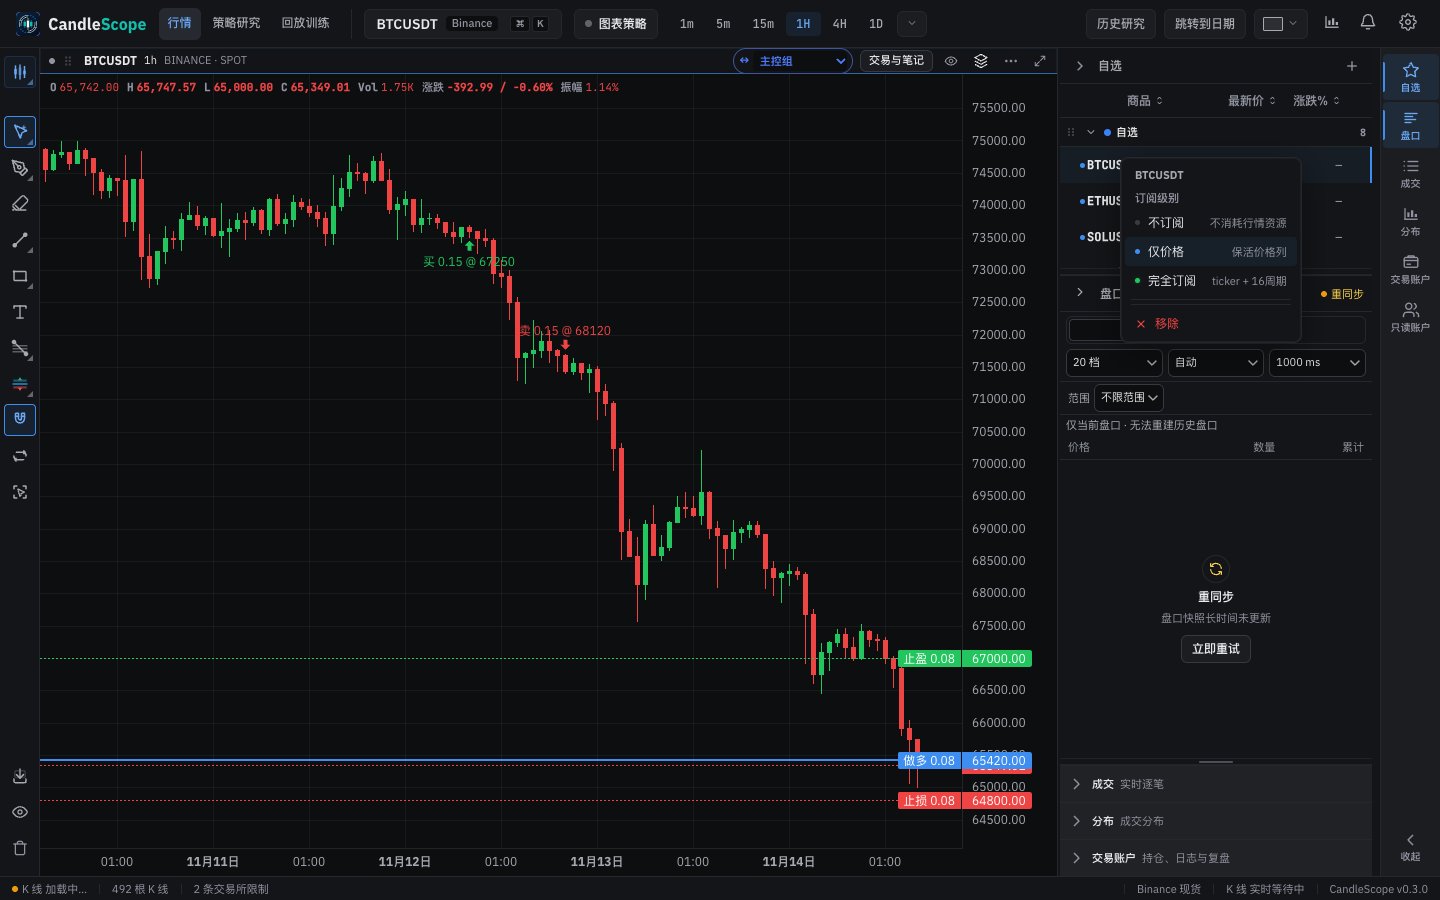 CandleScope 行情 策略研究 回放训练 BTCUSDT Binance ⌘ K 图表策略 1m 5m 15m 1H 4H 1D 历史研究 跳转到日期
BTCUSDT 1h BINANCE · SPOT 主控组 交易与笔记
O 65,742.00 H 65,747.57 L 65,000.00 C 65,349.01 Vol 1.75K 涨跌 -392.99 / -0.60% 振幅 1.14%
买 0.15 @ 67250
卖 0.15 @ 68120
止盈 0.08 67000.00
做多 0.08 65420.00
止损 0.08 64800.00
75500.00
75000.00
74500.00
74000.00
73500.00
73000.00
72500.00
72000.00
71500.00
71000.00
70500.00
70000.00
69500.00
69000.00
68500.00
68000.00
67500.00
66500.00
66000.00
65000.00
64500.00
01:00 11月11日 01:00 11月12日 01:00 11月13日 01:00 11月14日 01:00
自选
商品 最新价 涨跌%
自选 8
BTCUS –
ETHUS –
SOLUS –
BTCUSDT
订阅级别
不订阅 不消耗行情资源
仅价格 保活价格列
完全订阅 ticker + 16周期
移除
盘口 重同步
20 档 自动 1000 ms
范围 不限范围
仅当前盘口 · 无法重建历史盘口
价格 数量 累计
重同步
盘口快照长时间未更新
立即重试
成交 实时逐笔
分布 成交分布
交易账户 持仓、日志与复盘
自选
盘口
成交
分布
交易账户
只读账户
收起
K 线 加载中... 492 根 K 线 2 条交易所限制 Binance 现货 K 线 实时等待中 CandleScope v0.3.0